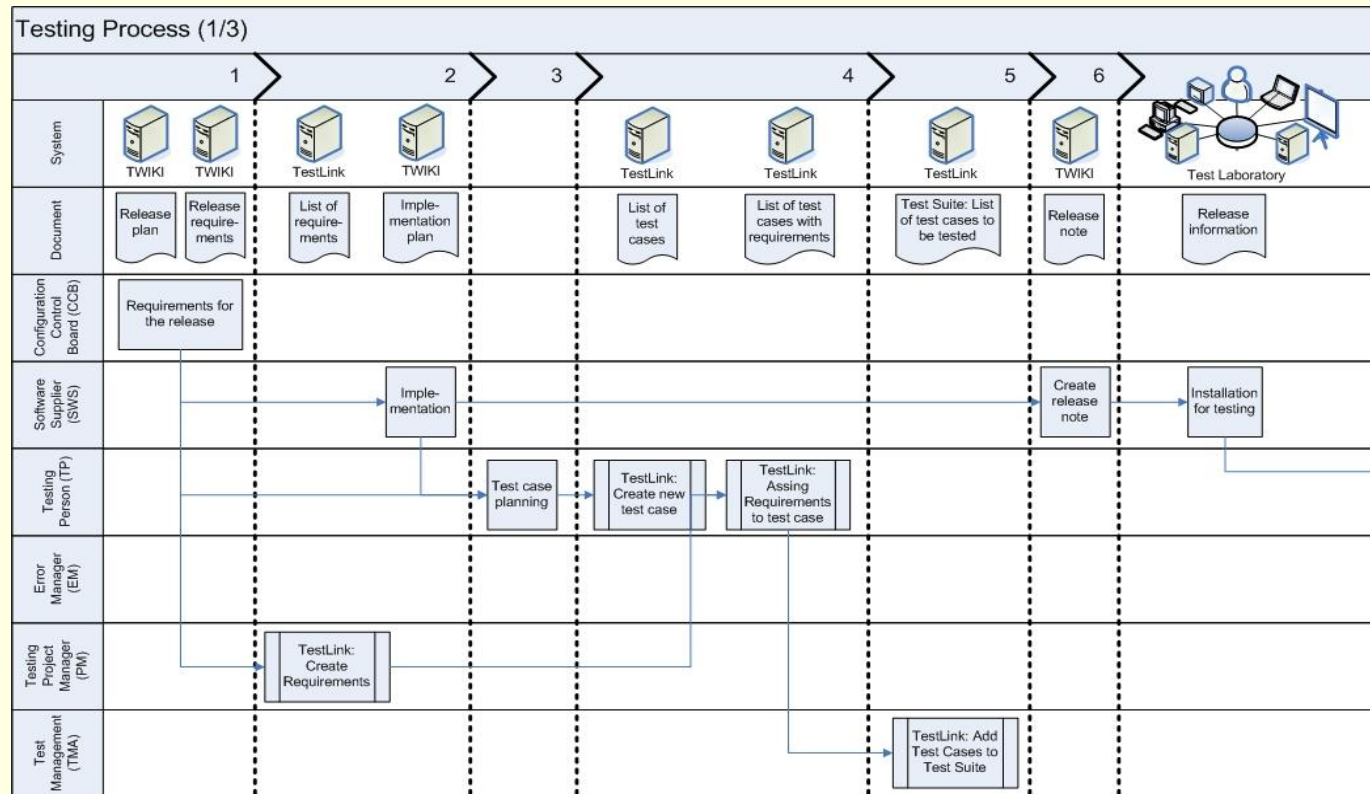 Testing Process (1/3)
1
2
3
4
5
6
System
TWIKI
TWIKI
TestLink
TWIKI
TestLink
TestLink
TestLink
TWIKI
Test Laboratory
Document
Release
plan
Release
require-
ments
List of
require-
ments
Imple-
mentation
plan
List of
test
cases
List of test
cases with
requirements
Test Suite: List
of test cases to
be tested
Release
note
Release
information
Configuration
Control
Board (CCB)
Requirements for
the release
Software
Supplier
(SWS)
Imple-
mentation
Create
release
note
Installation
for testing
Testing
Person (TP)
Test case
planning
TestLink:
Create new
test case
TestLink:
Assing
Requirements
to test case
Error
Manager
(EM)
Testing
Project
Manager
(PM)
TestLink:
Create
Requirements
Test
Management
(TMA)
TestLink: Add
Test Cases to
Test Suite